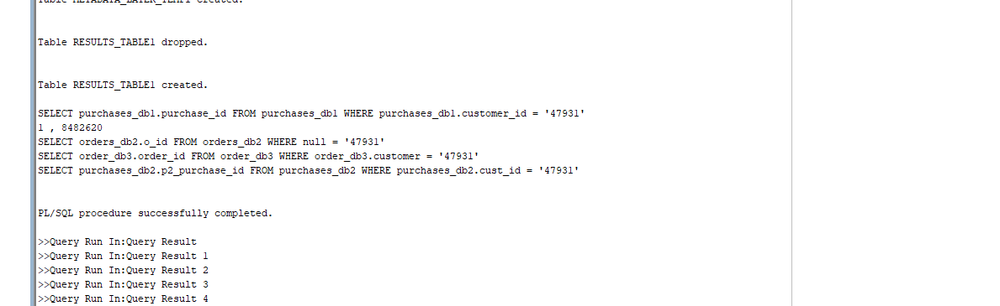 Table METADATA_LAYER_TEMP1 created.
Table RESULTS_TABLE1 dropped.
Table RESULTS_TABLE1 created.
SELECT purchases_db1.purchase_id FROM purchases_db1 WHERE purchases_db1.customer_id = '47931'
1 , 8482620
SELECT orders_db2.o_id FROM orders_db2 WHERE null = '47931'
SELECT order_db3.order_id FROM order_db3 WHERE order_db3.customer = '47931'
SELECT purchases_db2.p2_purchase_id FROM purchases_db2 WHERE purchases_db2.cust_id = '47931'
PL/SQL procedure successfully completed.
>>Query Run In:Query Result
>>Query Run In:Query Result 1
>>Query Run In:Query Result 2
>>Query Run In:Query Result 3
>>Query Run In:Query Result 4